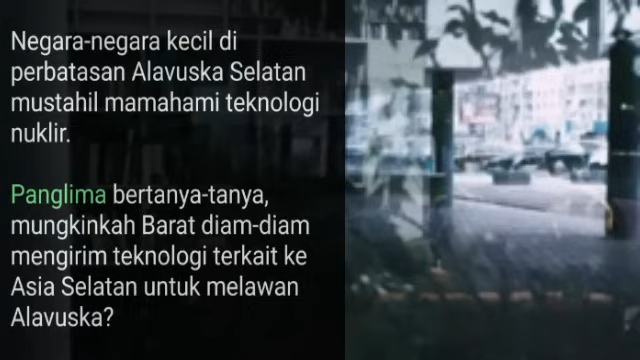 Negara-negara kecil di
perbatasan Alavuska Selatan
mustahil mamahami teknologi
nuklir.
Panglima bertanya-tanya,
mungkinkah Barat diam-diam
mengirim teknologi terkait ke
Asia Selatan untuk melawan
Alavuska?